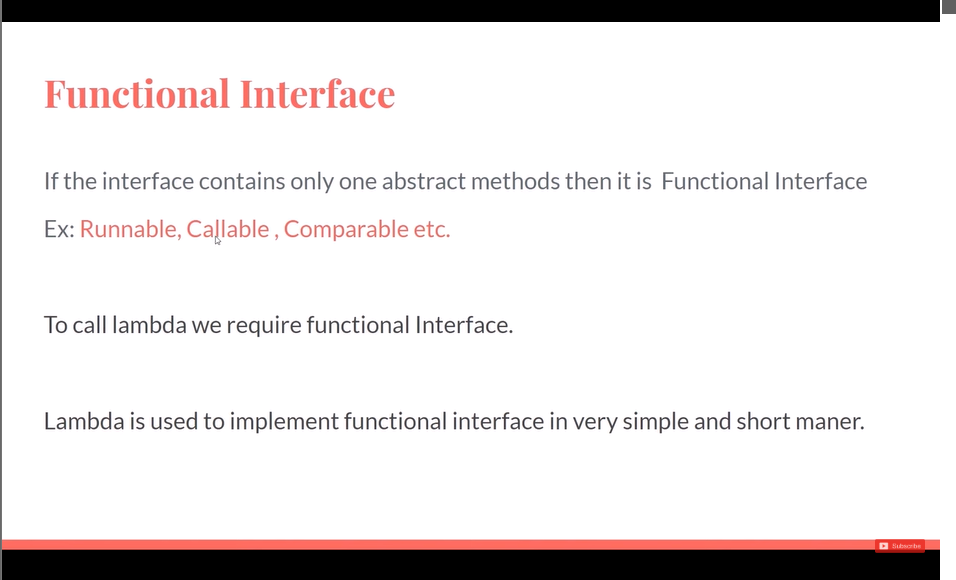 Functional Interface
If the interface contains only one abstract methods then it is Functional Interface
Ex: Runnable, Callable , Comparable etc.
To call lambda we require functional Interface.
Lambda is used to implement functional interface in very simple and short maner.
Subscribe